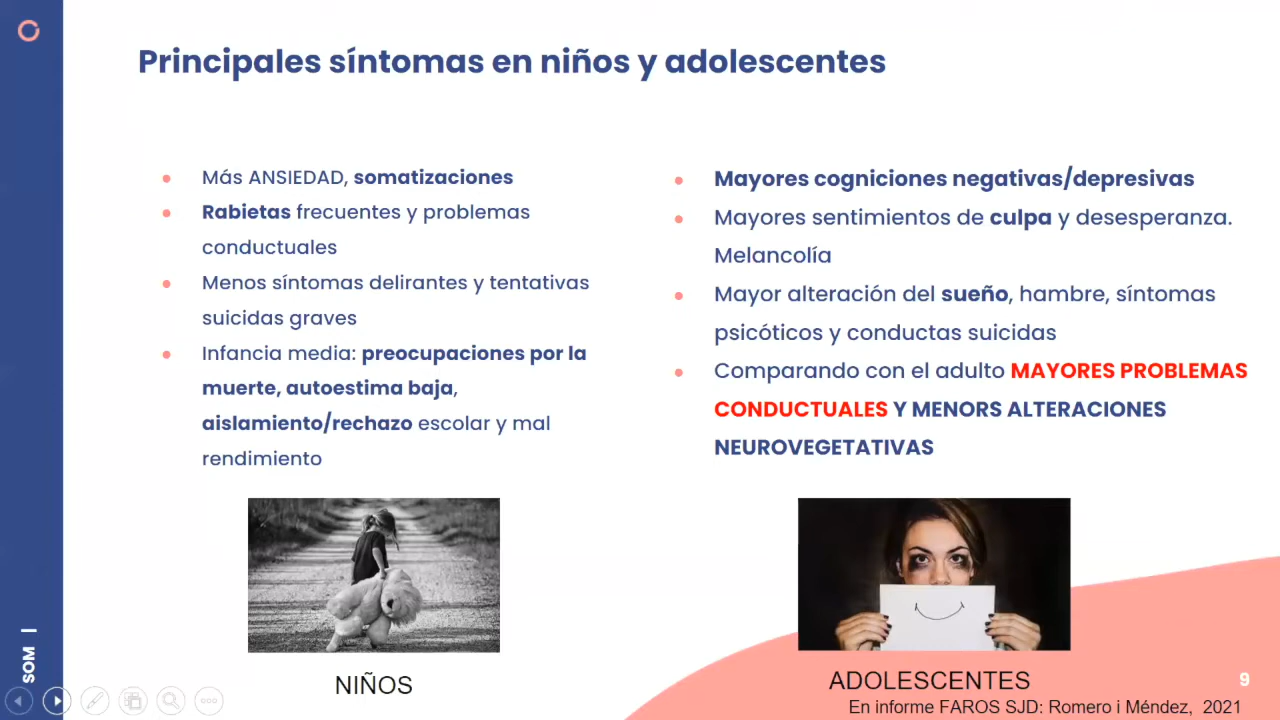 Principales síntomas en niños y adolescentes
Más ANSIEDAD, somatizaciones
Rabietas frecuentes y problemas
conductuales
Menos síntomas delirantes y tentativas
suicidas graves
Infancia media: preocupaciones por la
muerte, autoestima baja,
aislamiento/rechazo escolar y mal
rendimiento
NIÑOS
Mayores cogniciones negativas/depresivas
Mayores sentimientos de culpa y desesperanza.
Melancolía
Mayor alteración del sueño, hambre, síntomas
psicóticos y conductas suicidas
Comparando con el adulto MAYORES PROBLEMAS
CONDUCTUALES Y MENORS ALTERACIONES
NEUROVEGETATIVAS
ADOLESCENTES
En informe FAROS SJD: Romero i Méndez, 2021
9
SOM |